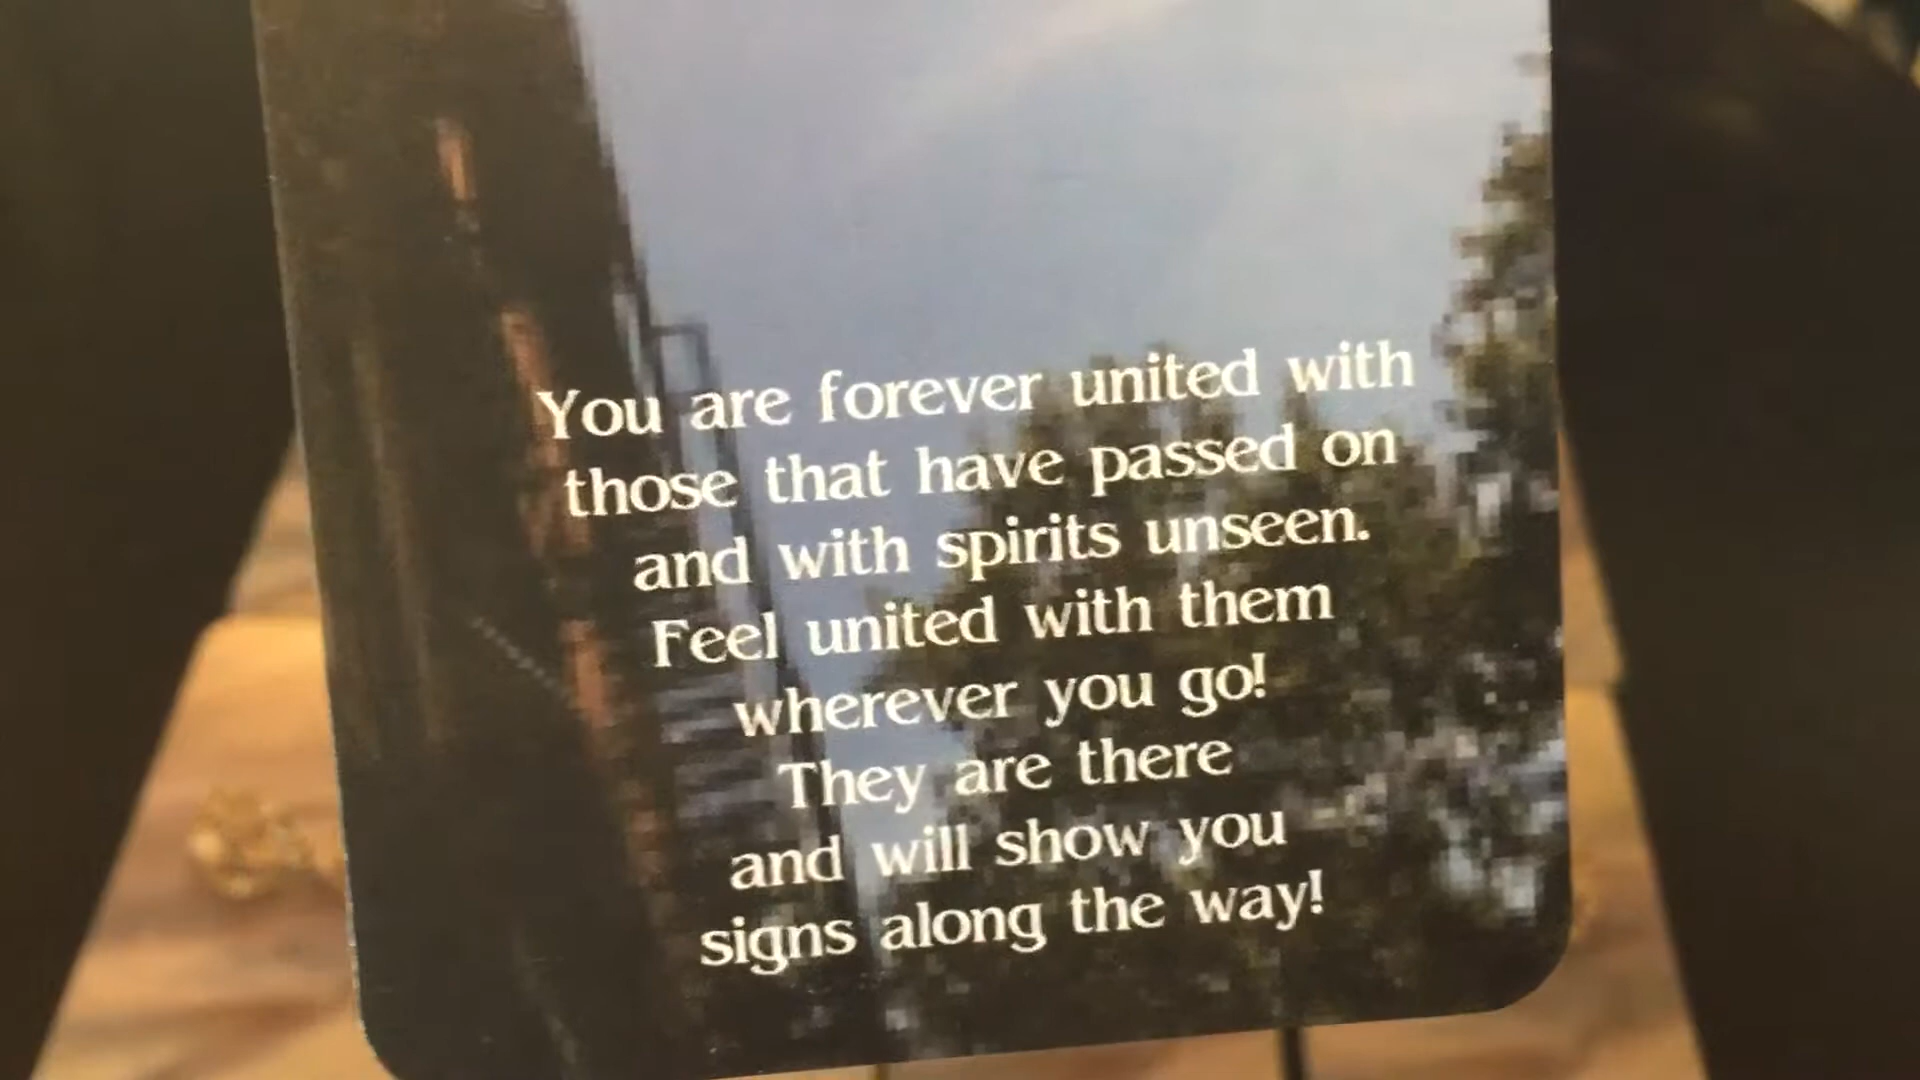 You are forever united with
those that have passed on
and with spirits unseen.
Feel united with them
wherever you go!
They are there
and will show you
signs along the way!